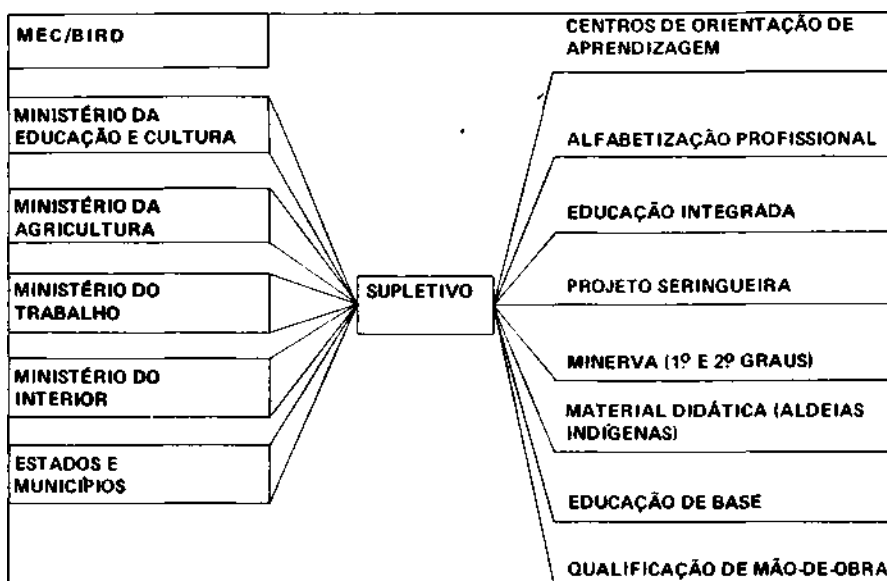 MEC/BIRD
MINISTÉRIO DA
EDUCAÇÃO E CULTURA
MINISTÉRIO DA
AGRICULTURA
MINISTÉRIO DO
TRABALHO
MINISTÉRIO DO
INTERIOR
ESTADOS E
MUNICÍPIOS
SUPLETIVO
CENTROS DE ORIENTAÇÃO DE
APRENDIZAGEM
ALFABETIZAÇÃO PROFISSIONAL
EDUCAÇÃO INTEGRADA
PROJETO SERINGUEIRA
MINERVA (1º E 2º GRAUS)
MATERIAL DIDÁTICA (ALDEIAS
INDÍGENAS)
EDUCAÇÃO DE BASE
QUALIFICAÇÃO DE MÃO-DE-OBRA